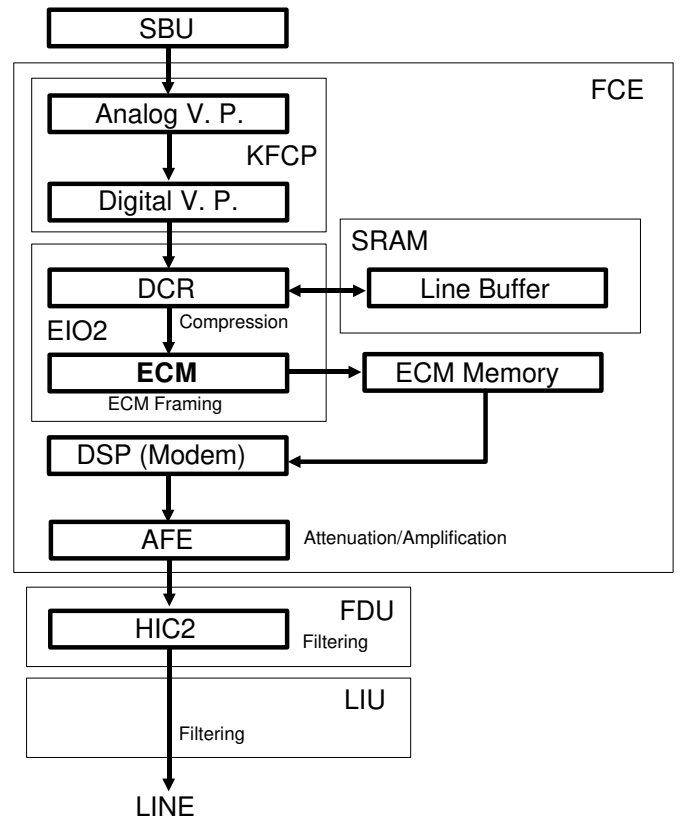 SBU
FCE
Analog V. P.
KFCP
Digital V. P.
SRAM
DCR
Line Buffer
Compression
EIO2
ECM
ECM Memory
ECM Framing
DSP (Modem)
AFE
Attenuation/Amplification
FDU
HIC2
Filtering
LIU
Filtering
LINE